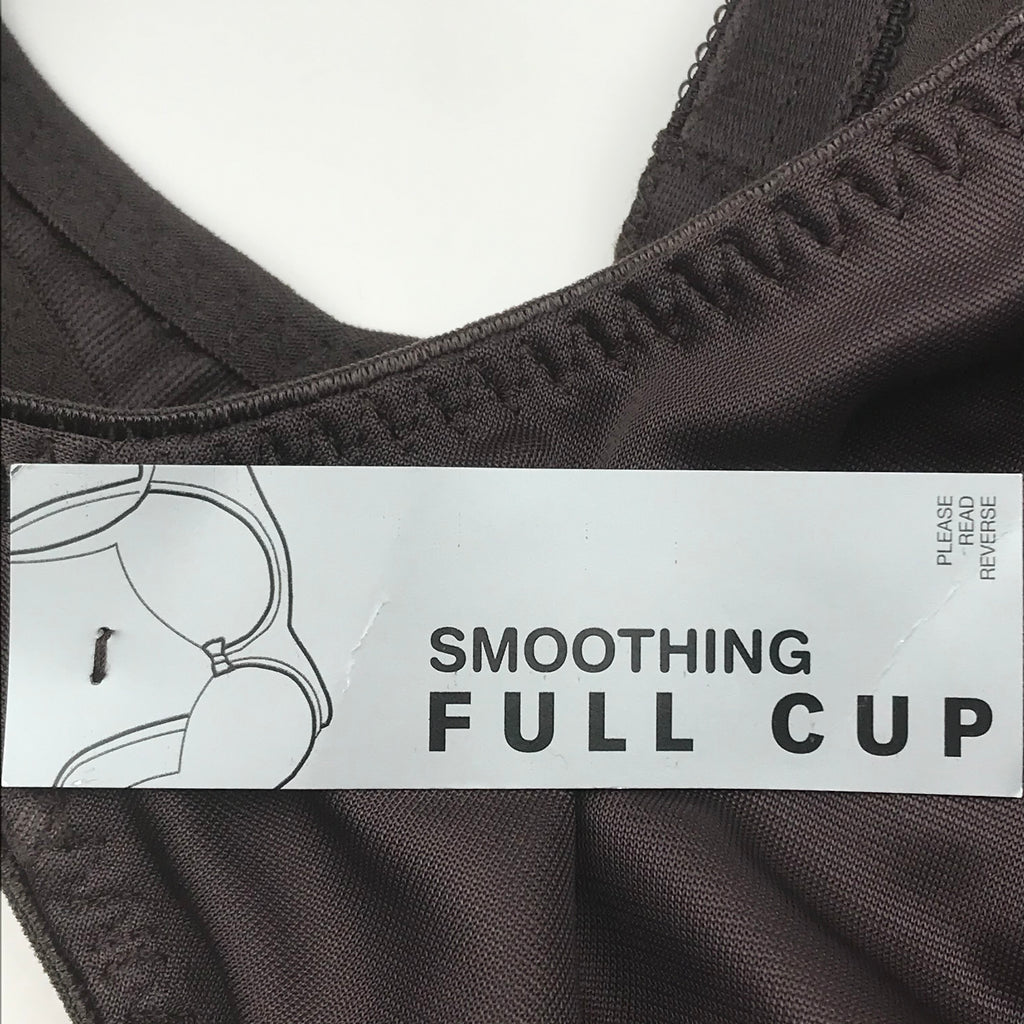 PLEASE
READ
REVERSE
SMOOTHING
FULL CUP